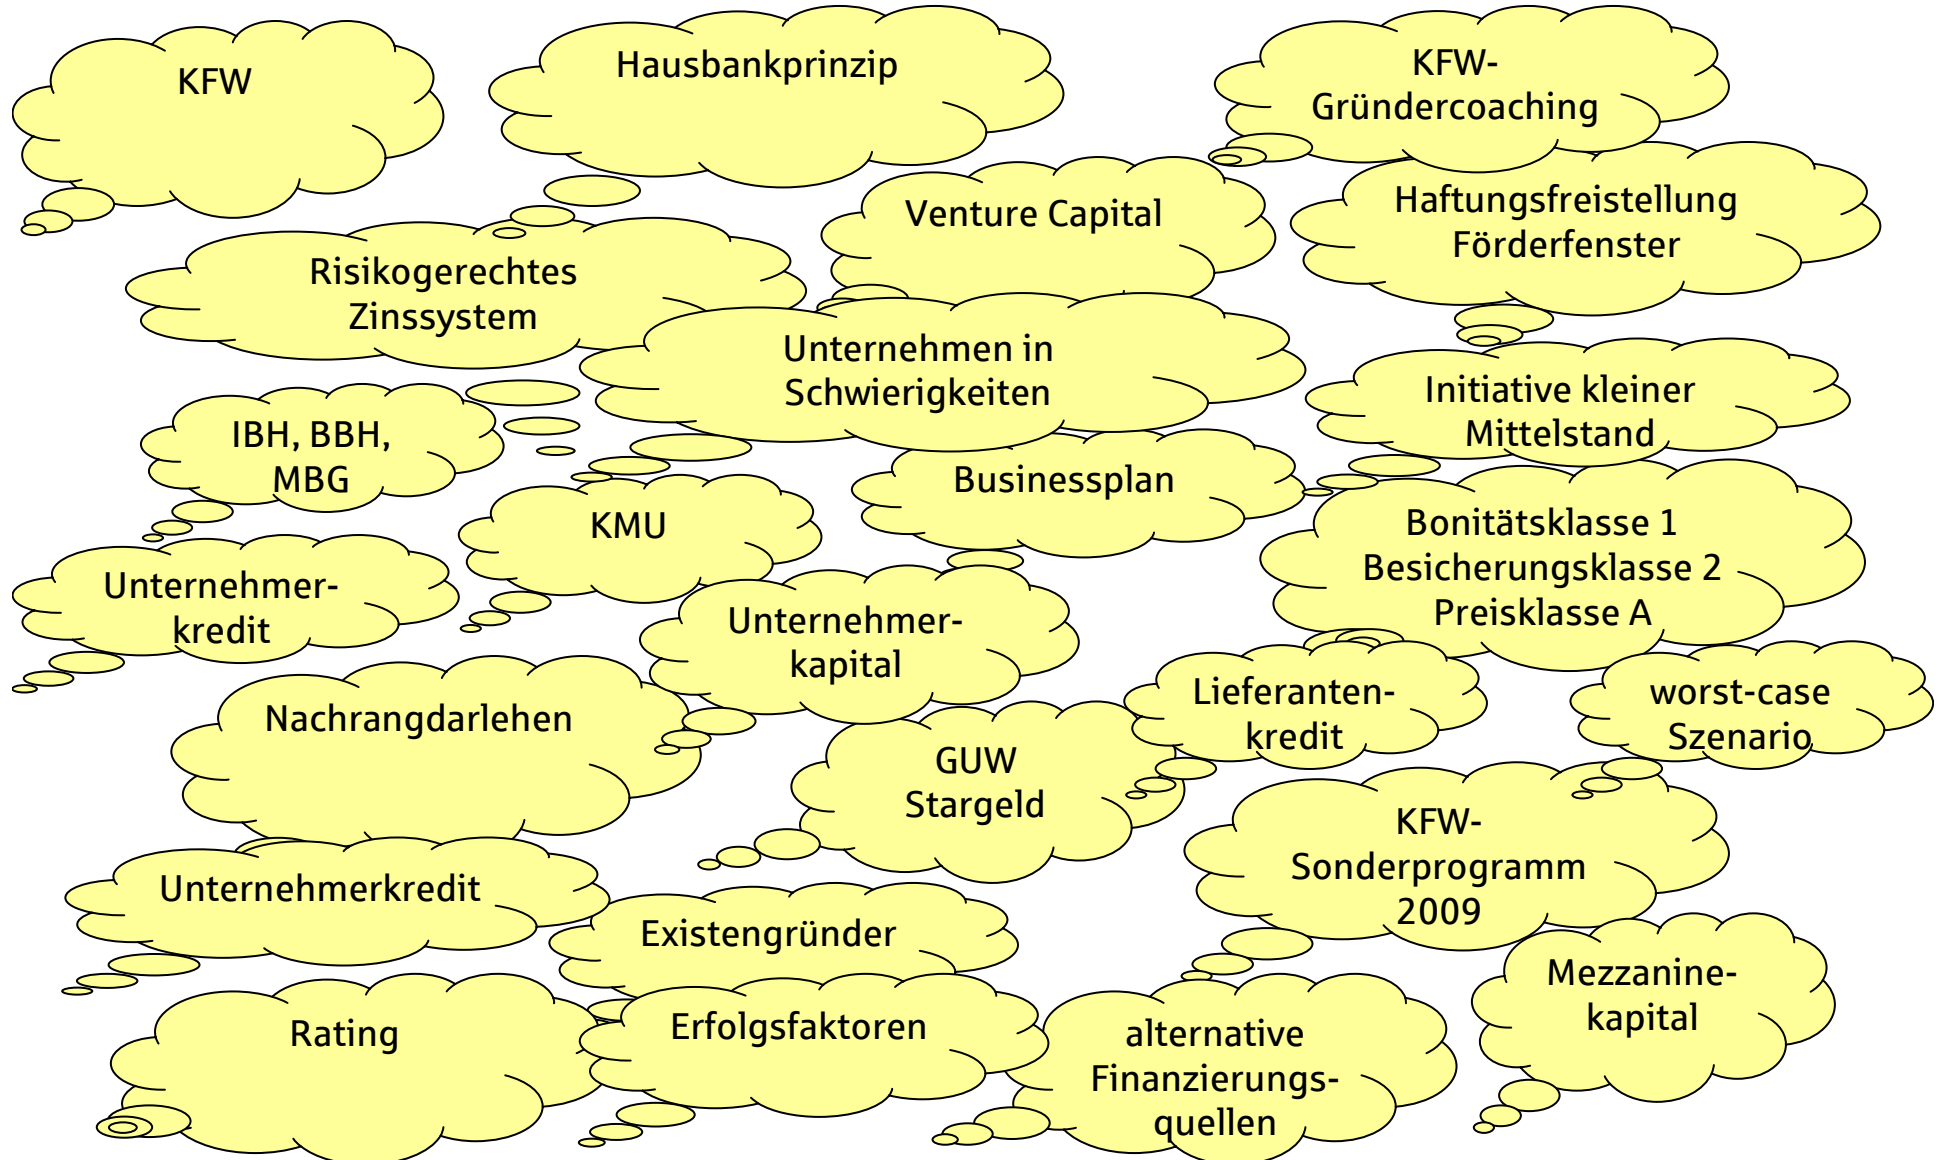 KFW
Hausbankprinzip
KFW-
Gründercoaching
Venture Capital
Haftungsfreistellung
Förderfenster
Risikogerechtes
Zinssystem
Unternehmen in
Schwierigkeiten
Initiative kleiner
Mittelstand
IBH, BBH,
MBG
Businessplan
KMU
Bonitätsklasse 1
Besicherungsklasse 2
Preisklasse A
Unternehmer-
kredit
Unternehmer-
kapital
Lieferanten-
kredit
worst-case
Szenario
Nachrangdarlehen
GUW
Stargeld
KFW-
Sonderprogramm
2009
Unternehmerkredit
Existengründer
Mezzanine-
kapital
Rating
Erfolgsfaktoren
alternative
Finanzierungs-
quellen